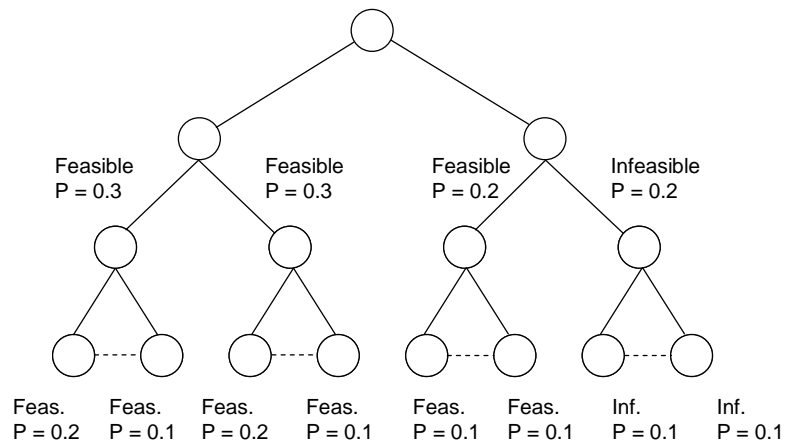 Feasible
P = 0.3
Feasible
P = 0.3
Feasible
P = 0.2
Infeasible
P = 0.2
Feas.
P = 0.2
Feas.
P = 0.1
Feas.
P = 0.2
Feas.
P = 0.1
Feas.
P = 0.1
Feas.
P = 0.1
Inf.
P = 0.1
Inf.
P = 0.1